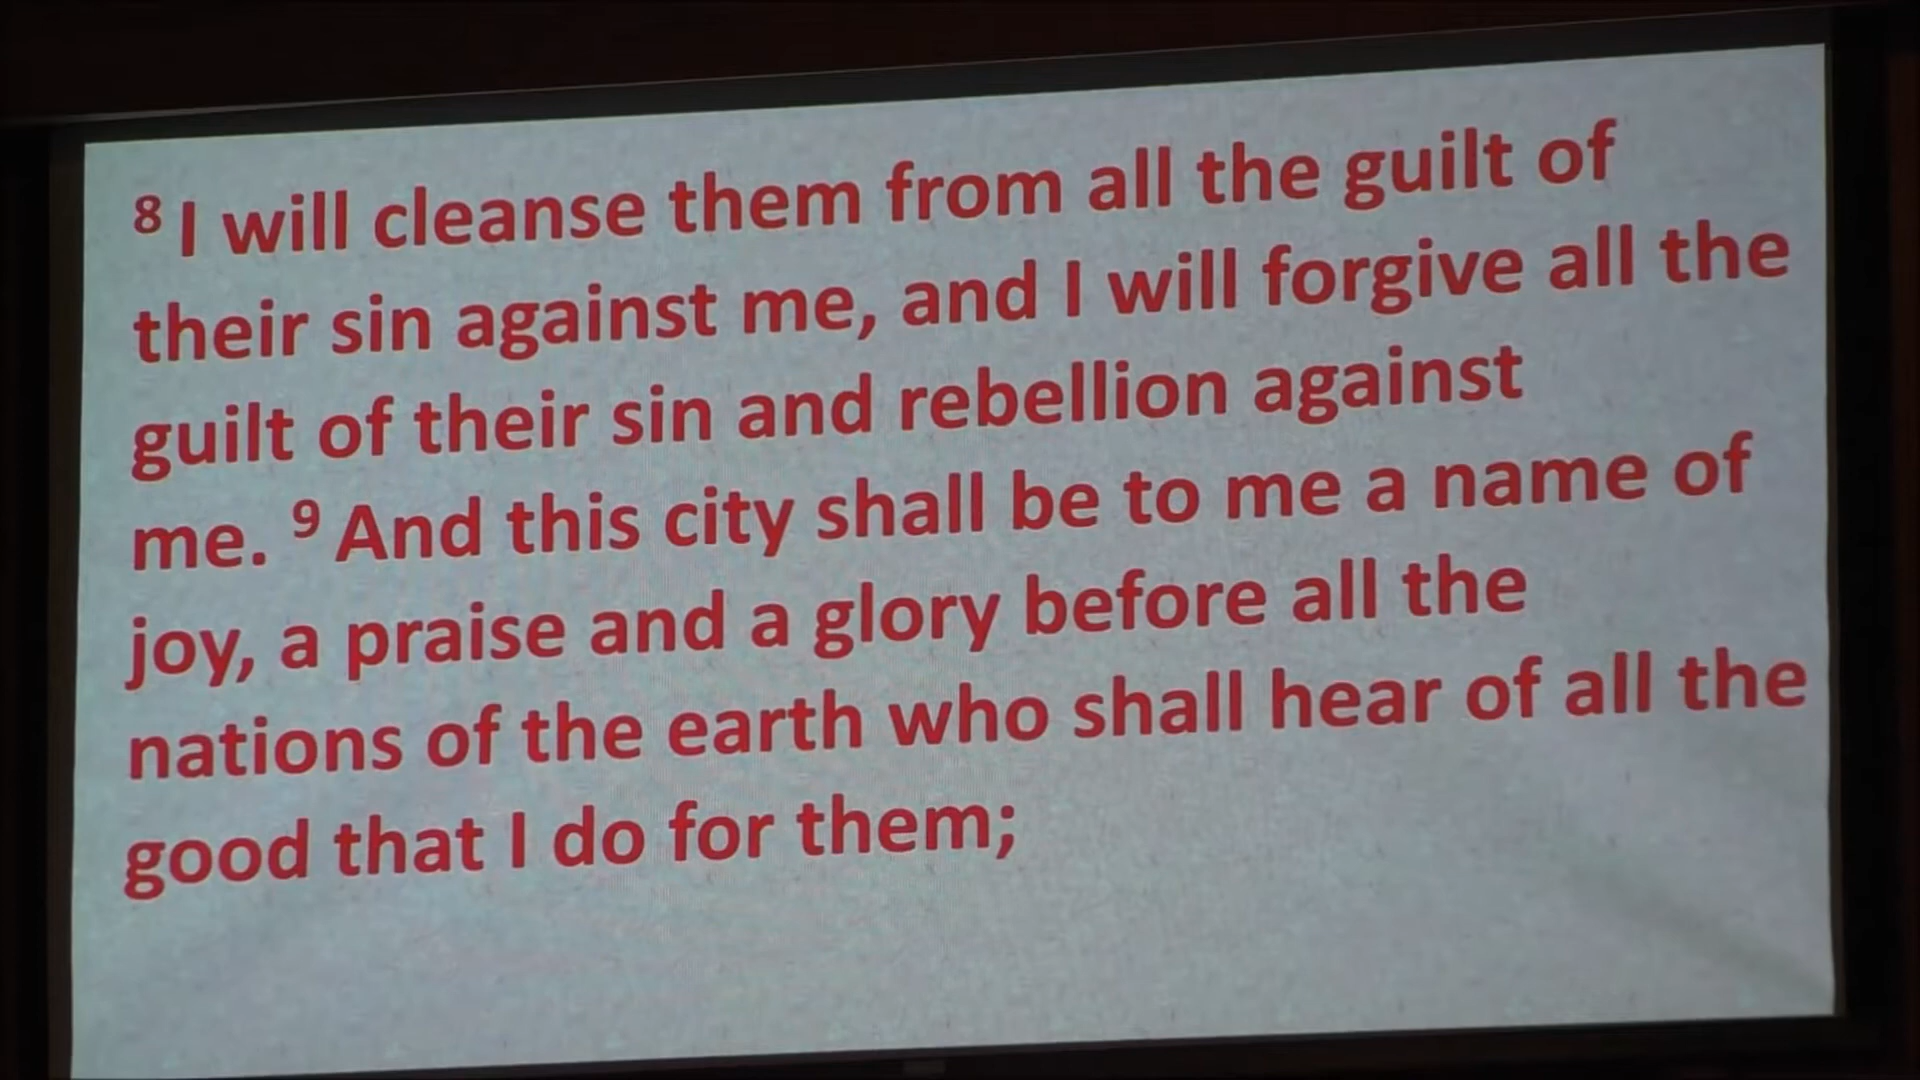 8 I will cleanse them from all the guilt of
their sin against me, and I will forgive all the
guilt of their sin and rebellion against
me. 9 And this city shall be to me a name of
joy, a praise and a glory before all the
nations of the earth who shall hear of all the
good that I do for them;